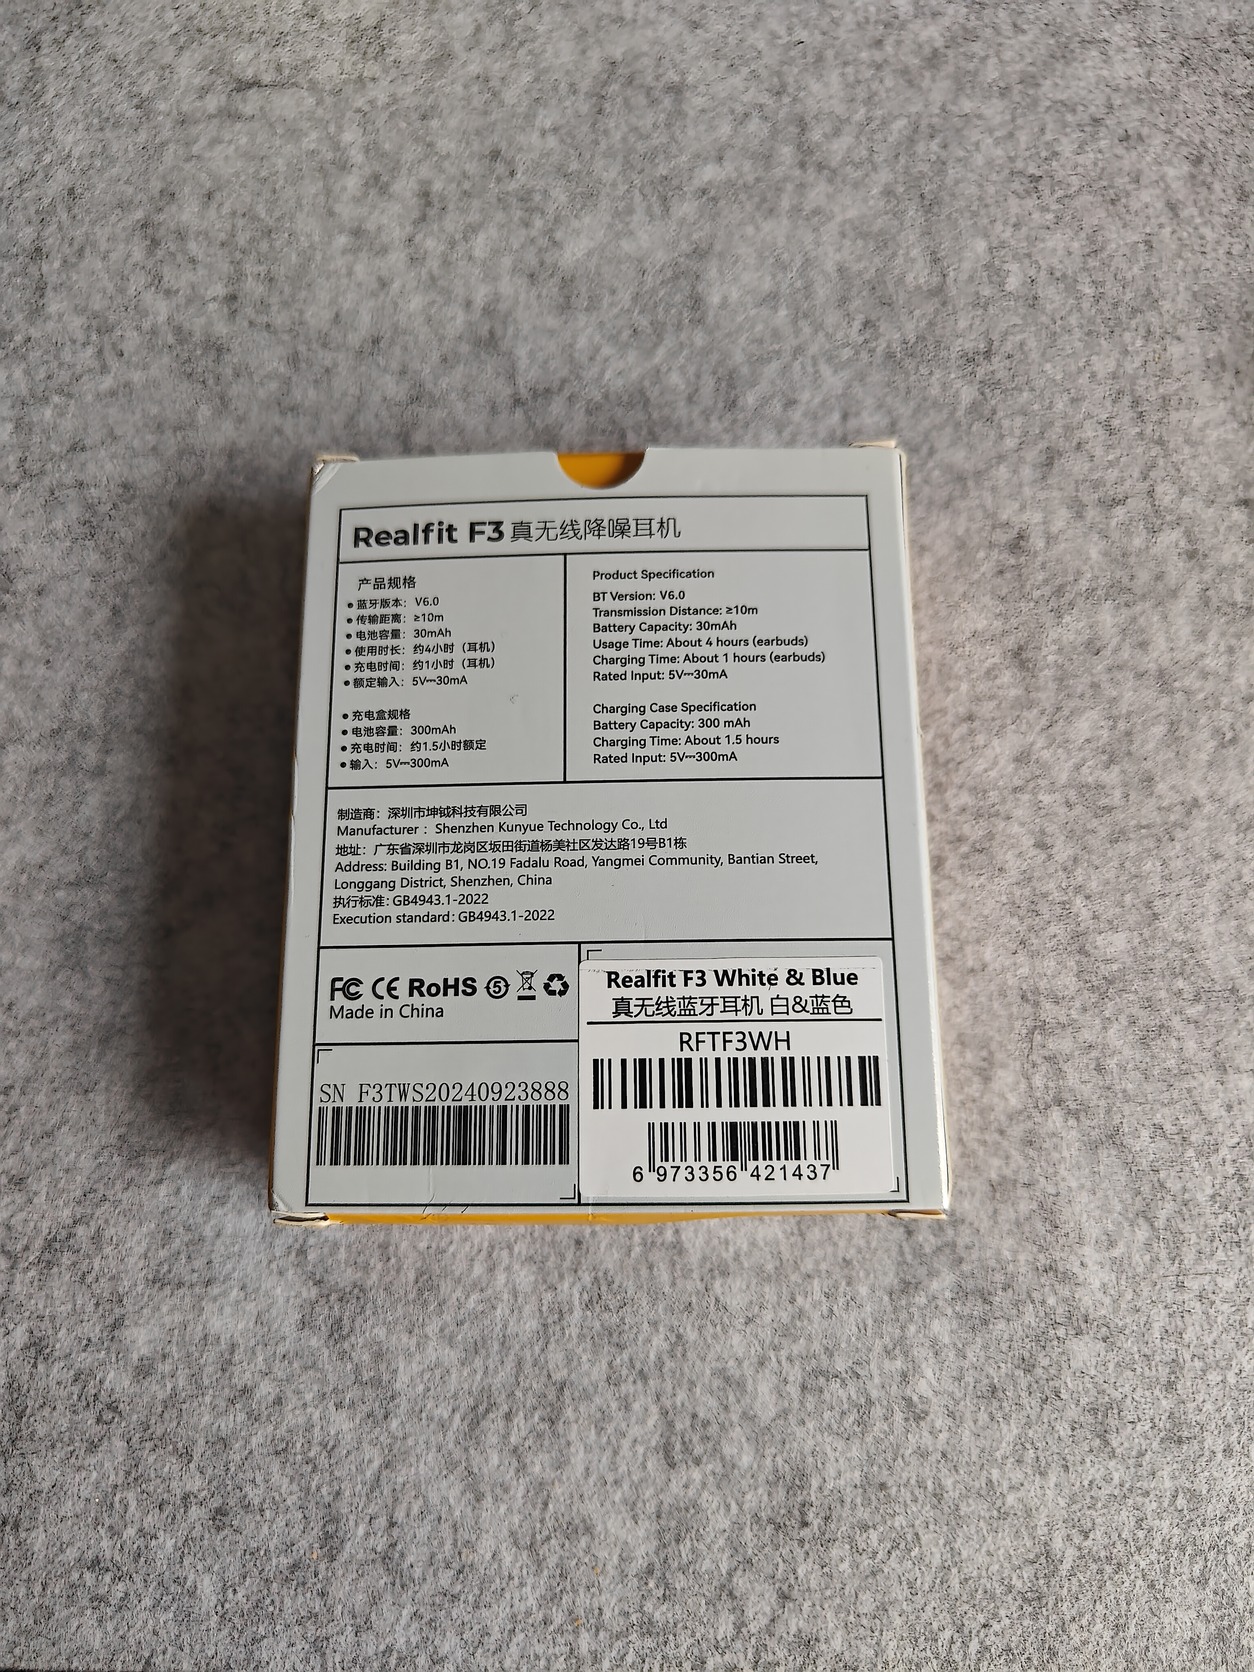 Realfit F3 真无线降噪耳机
产品规格
● 蓝牙版本：V6.0
● 传输距离：≥10m
● 电池容量：30mAh
● 使用时长：约4小时（耳机）
● 充电时间：约1小时（耳机）
● 额定输入：5V⎓30mA
● 充电盒规格
● 电池容量：300mAh
● 充电时间：约1.5小时额定
● 输入：5V⎓300mA
Product Specification
BT Version: V6.0
Transmission Distance: ≥10m
Battery Capacity: 30mAh
Usage Time: About 4 hours (earbuds)
Charging Time: About 1 hours (earbuds)
Rated Input: 5V⎓30mA
Charging Case Specification
Battery Capacity: 300 mAh
Charging Time: About 1.5 hours
Rated Input: 5V⎓300mA
制造商：深圳市坤钺科技有限公司
Manufacturer： Shenzhen Kunyue Technology Co., Ltd
地址：广东省深圳市龙岗区坂田街道杨美社区发达路19号B1栋
Address: Building B1, NO.19 Fadalu Road, Yangmei Community, Bantian Street,
Longgang District, Shenzhen, China
执行标准: GB4943.1-2022
Execution standard: GB4943.1-2022
FC CE RoHS 5
Made in China
SN F3TWS20240923888
Realfit F3 White & Blue
真无线蓝牙耳机 白&蓝色
RFTF3WH
6 973356 421437